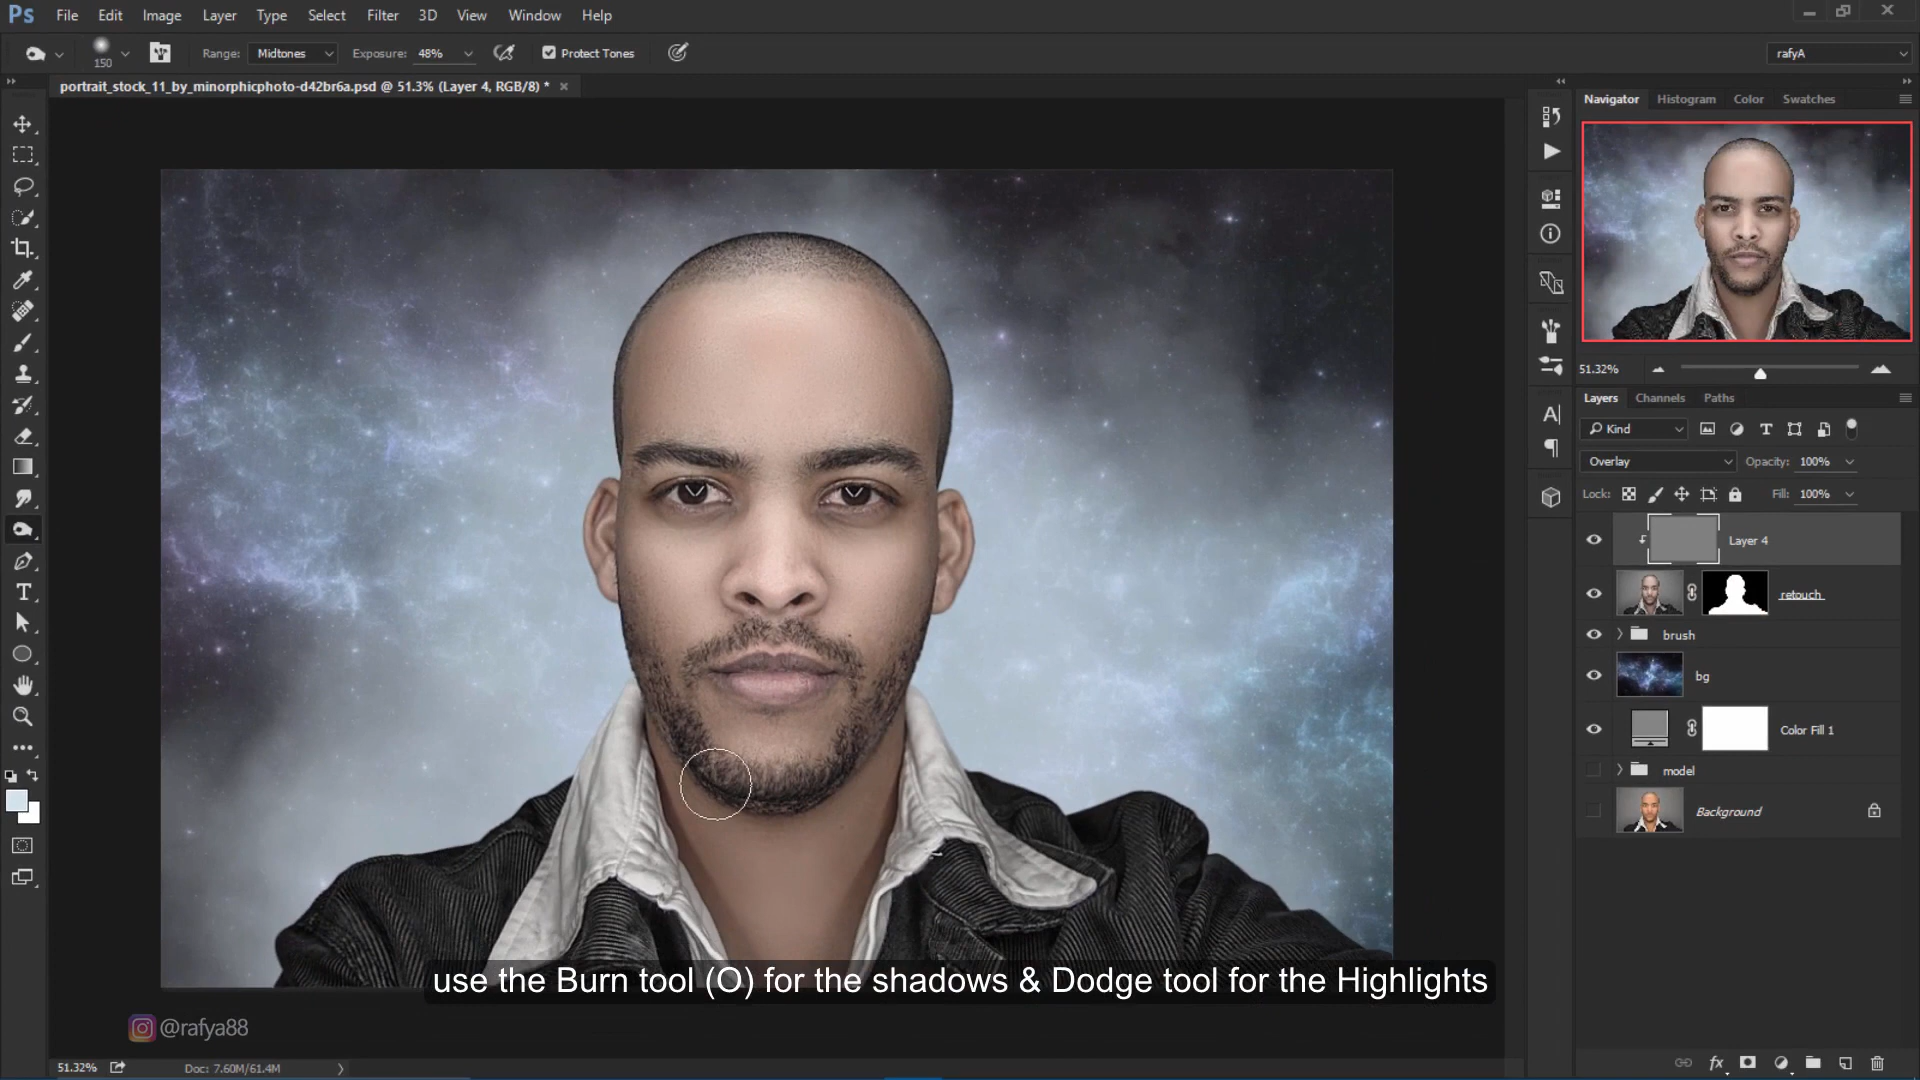 Ps File Edit Image Layer Type Select Filter 3D View Window Help
150 Range: Midtones Exposure: 48% Protect Tones rafyA
portrait_stock_11_by_minorphicphoto-d42br6a.psd @ 51.3% (Layer 4, RGB/8) *
Navigator Histogram Color Swatches
51.32%
Layers Channels Paths
Kind
Overlay Opacity: 100%
Lock: Fill: 100%
Layer 4
retouch
brush
bg
Color Fill 1
model
Background
use the Burn tool (O) for the shadows & Dodge tool for the Highlights
@rafya88
51.32% Doc: 7.60M/61.4M
fx